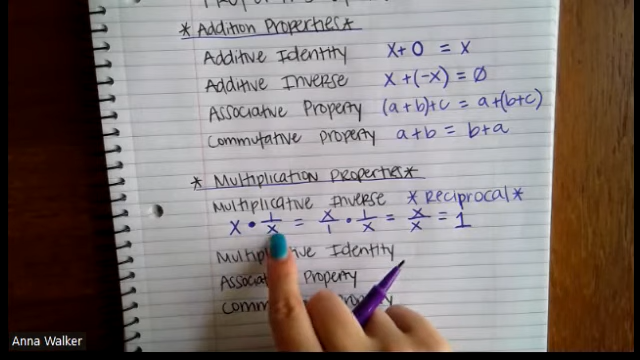 *Addition Properties*
Additive Identity x+0 = x
Additive Inverse x+(-x)=0
Associative Property (a+b)+c = a+(b+c)
Commutative Property a+b = b+a
* Multiplication Properties*
Multiplicative Inverse *Reciprocal*
x • 1/x = x/1 • 1/x = x/x = 1
Identity
Property
Anna Walker